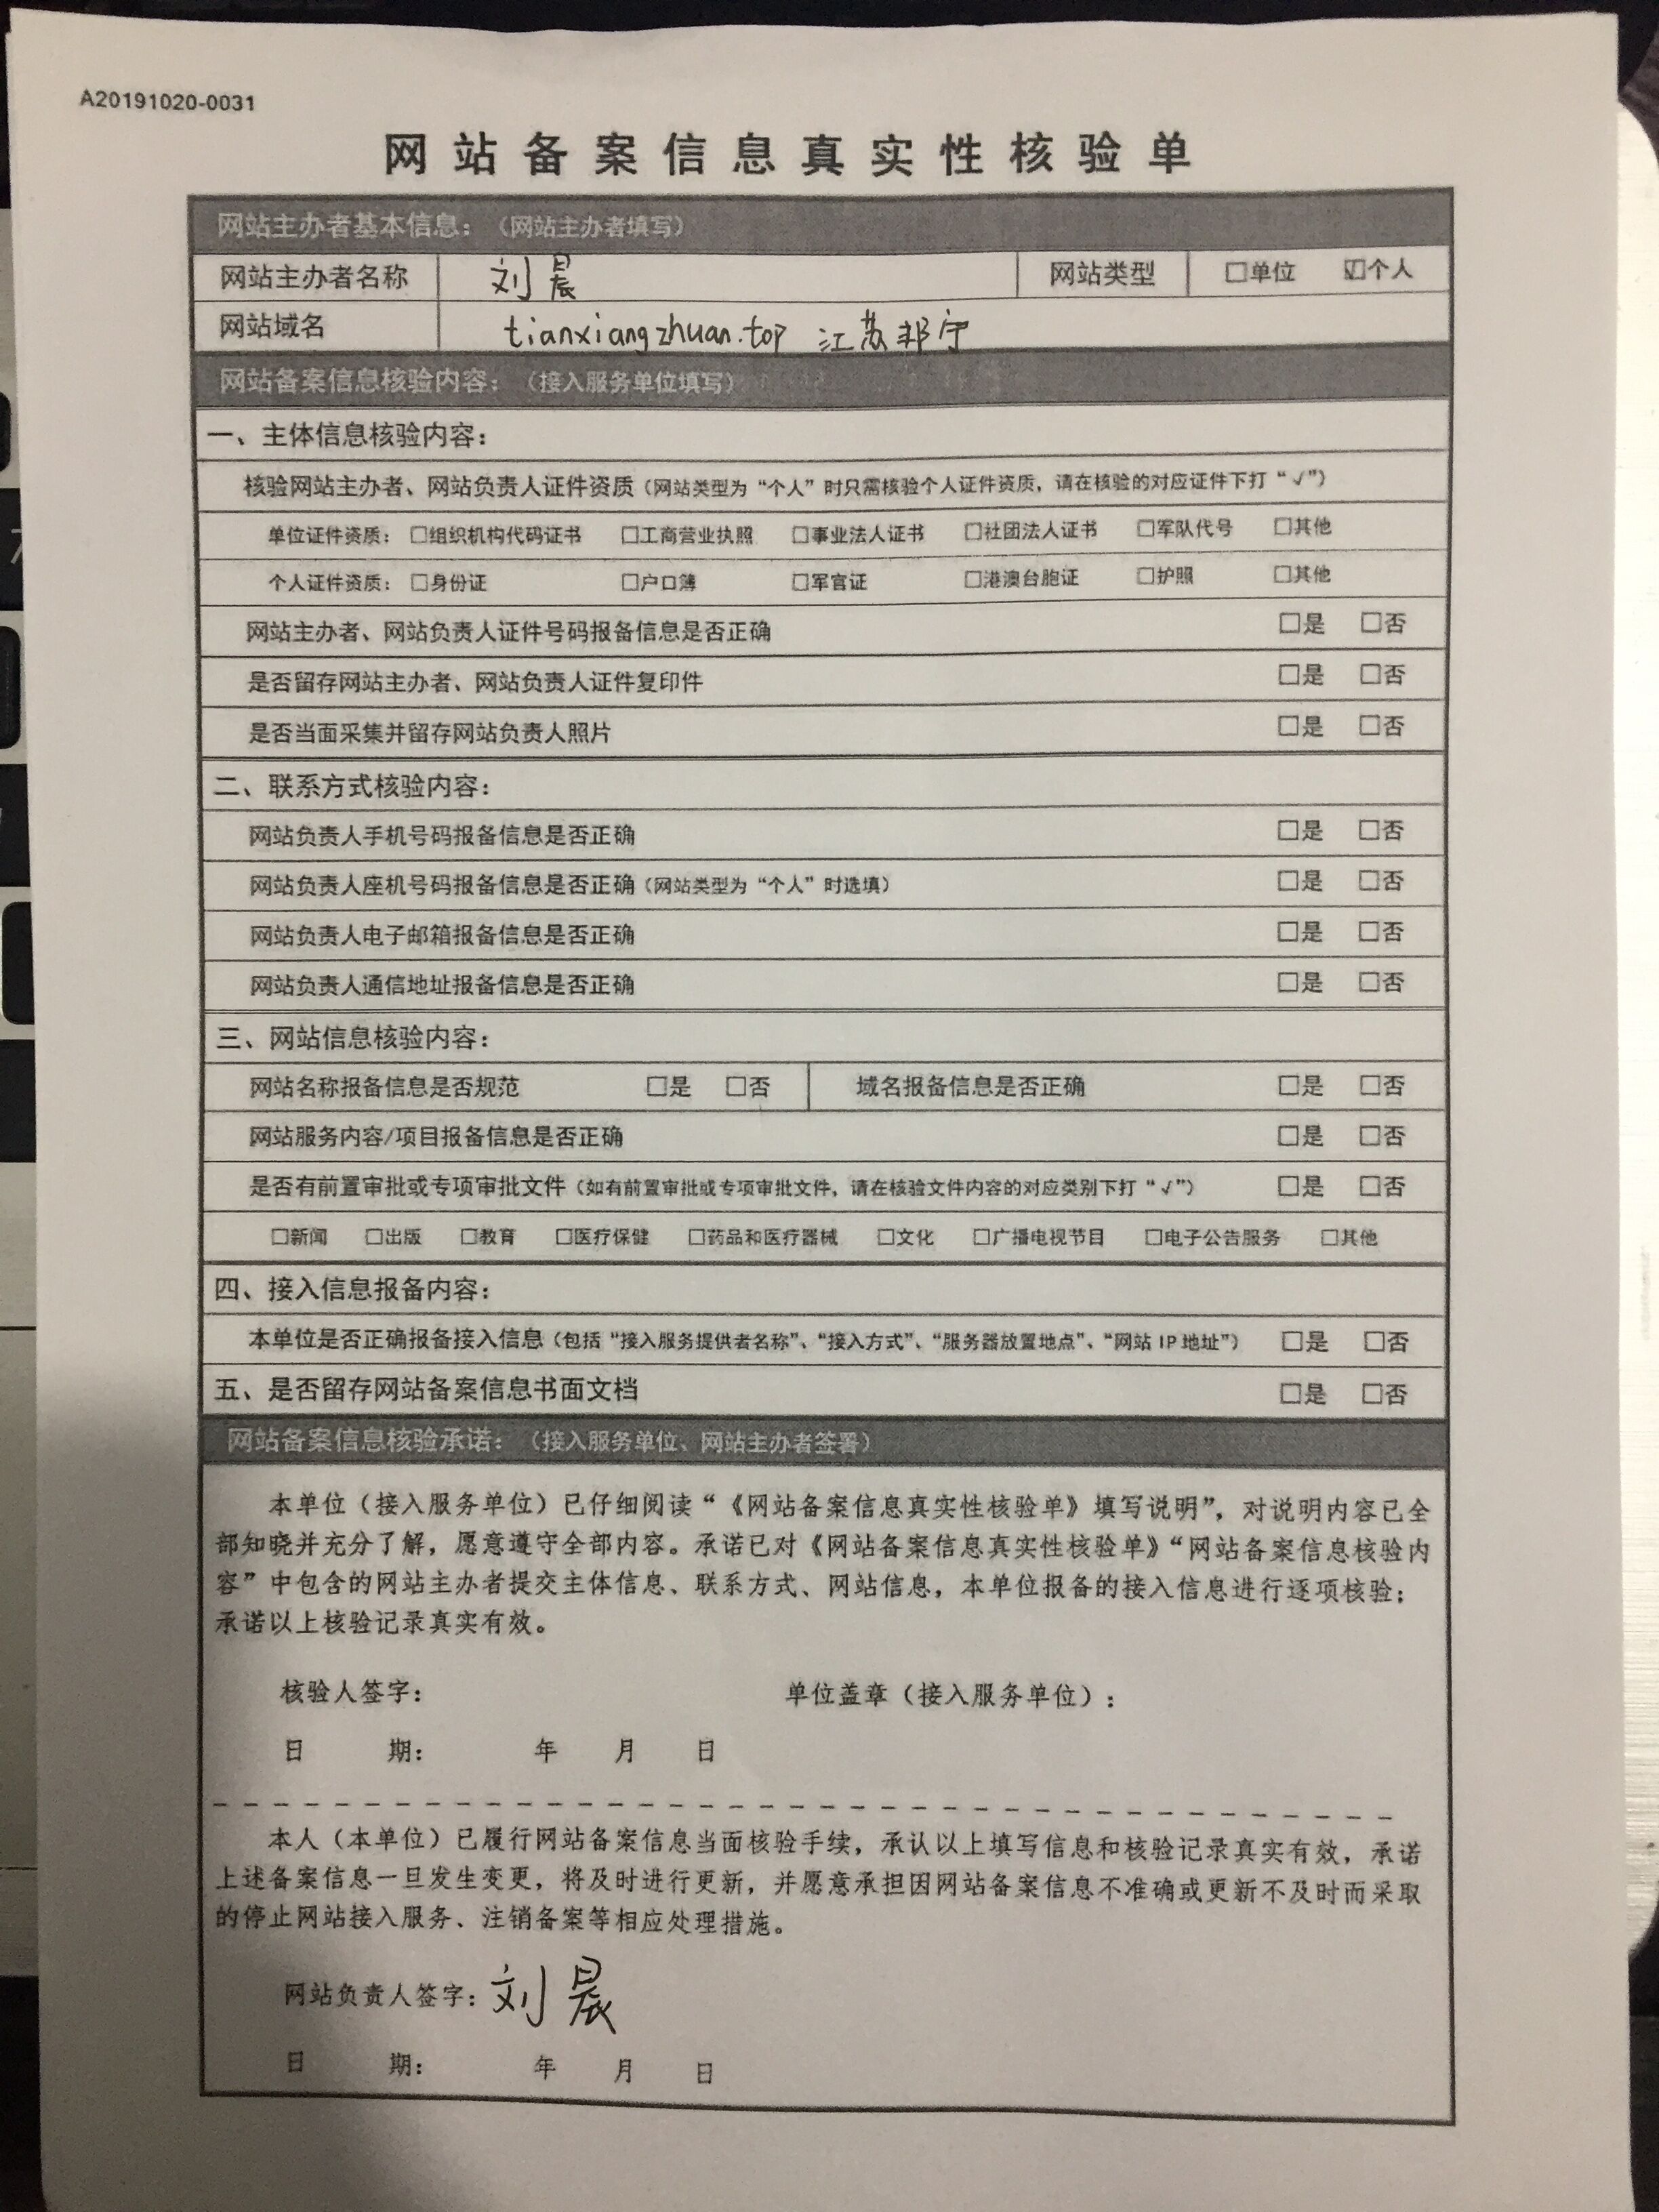 A20191020-0031
网站备案信息真实性核验单
网站主办者基本信息：（网站主办者填写）
网站主办者名称 刘晨 网站类型 □单位 ☑个人
网站域名 tianxiangzhuan.top 江苏邦宁
网站备案信息核验内容：（接入服务单位填写）
一、主体信息核验内容：
核验网站主办者、网站负责人证件资质（网站类型为“个人”时只需核验个人证件资质，请在核验的对应证件下打“√”）
单位证件资质：□组织机构代码证书 □工商营业执照 □事业法人证书 □社团法人证书 □军队代号 □其他
个人证件资质：□身份证 □户口簿 □军官证 □港澳台胞证 □护照 □其他
网站主办者、网站负责人证件号码报备信息是否正确 □是 □否
是否留存网站主办者、网站负责人证件复印件 □是 □否
是否当面采集并留存网站负责人照片 □是 □否
二、联系方式核验内容：
网站负责人手机号码报备信息是否正确 □是 □否
网站负责人座机号码报备信息是否正确（网站类型为“个人”时选填） □是 □否
网站负责人电子邮箱报备信息是否正确 □是 □否
网站负责人通信地址报备信息是否正确 □是 □否
三、网站信息核验内容：
网站名称报备信息是否规范 □是 □否 域名报备信息是否正确 □是 □否
网站服务内容/项目报备信息是否正确 □是 □否
是否有前置审批或专项审批文件（如有前置审批或专项审批文件，请在核验文件内容的对应类别下打“√”） □是 □否
□新闻 □出版 □教育 □医疗保健 □药品和医疗器械 □文化 □广播电视节目 □电子公告服务 □其他
四、接入信息报备内容：
本单位是否正确报备接入信息（包括“接入服务提供者名称”、“接入方式”、“服务器放置地点”、“网站 IP 地址”） □是 □否
五、是否留存网站备案信息书面文档 □是 □否
网站备案信息核验承诺：（接入服务单位、网站主办者签署）
本单位（接入服务单位）已仔细阅读“《网站备案信息真实性核验单》填写说明”，对说明内容已全
部知晓并充分了解，愿意遵守全部内容。承诺已对《网站备案信息真实性核验单》“网站备案信息核验内
容”中包含的网站主办者提交主体信息、联系方式、网站信息，本单位报备的接入信息进行逐项核验；
承诺以上核验记录真实有效。
核验人签字： 单位盖章（接入服务单位）：
日 期： 年 月 日
本人（本单位）已履行网站备案信息当面核验手续，承认以上填写信息和核验记录真实有效，承诺
上述备案信息一旦发生变更，将及时进行更新，并愿意承担因网站备案信息不准确或更新不及时而采取
的停止网站接入服务、注销备案等相应处理措施。
网站负责人签字：刘晨
日 期： 年 月 日